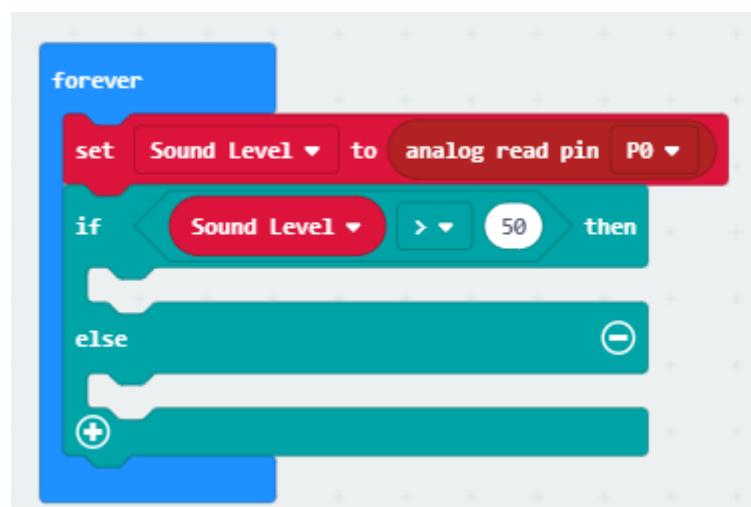 forever
set Sound Level to analog read pin P0
if Sound Level > 50 then
else